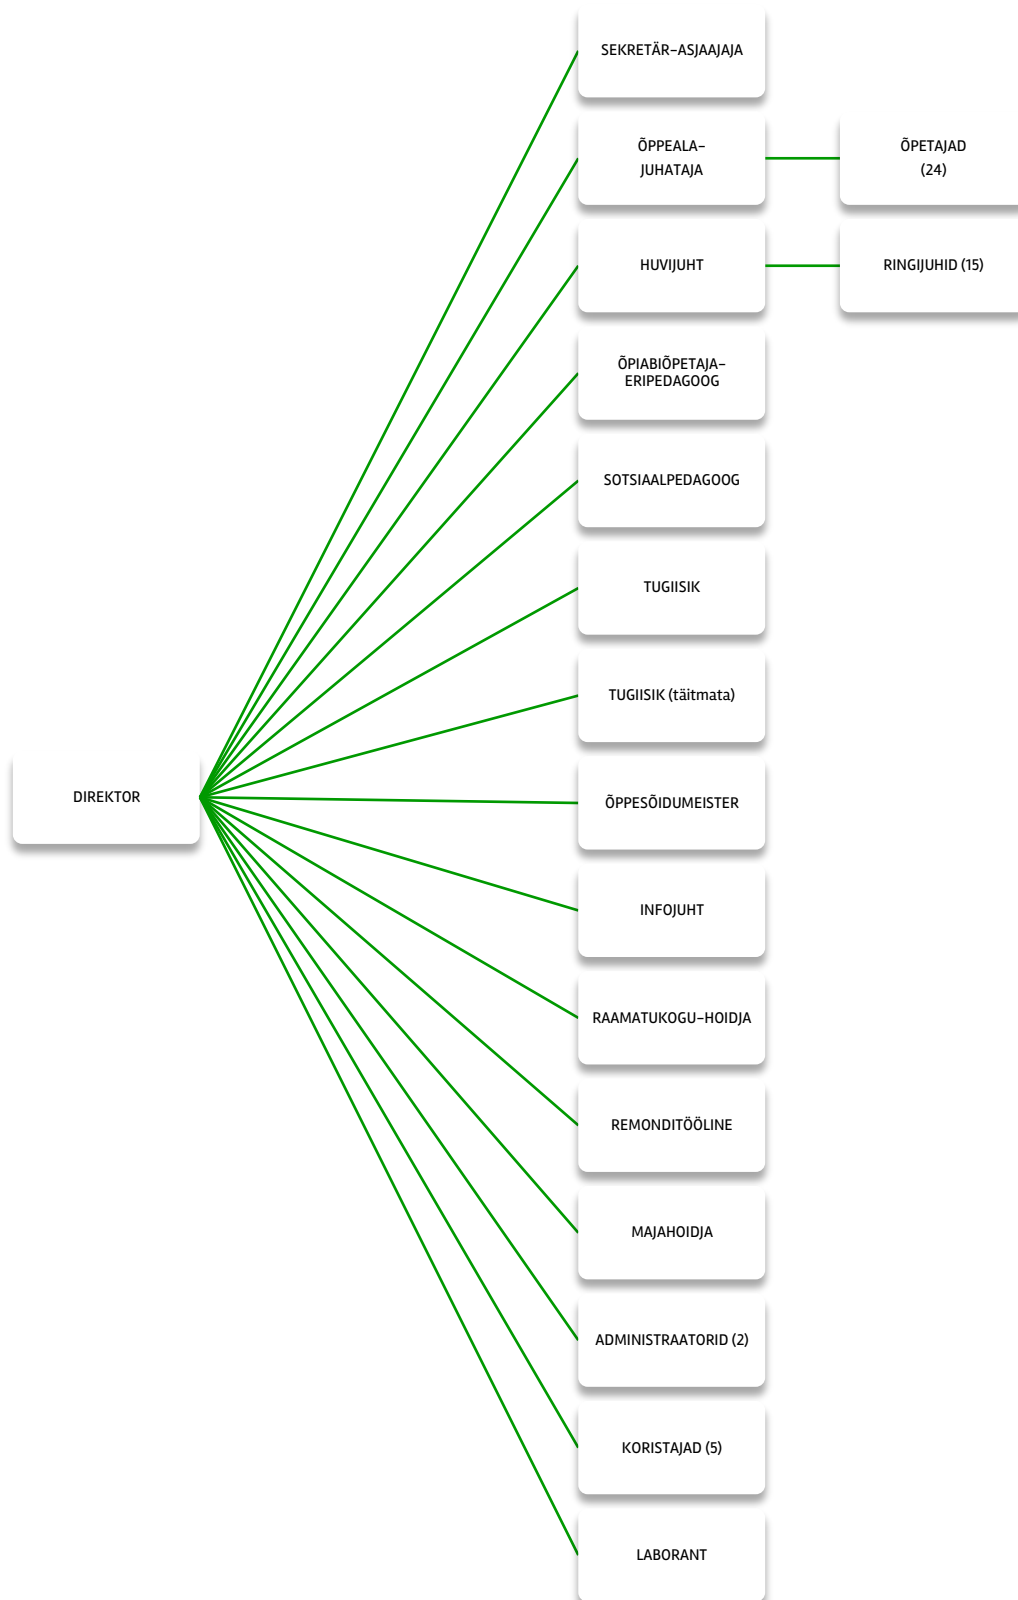 SEKRETÄR-ASJAAJAJA
ÕPPEALA-
JUHATAJA
ÕPETAJAD
(24)
HUVIJUHT
RINGIJUHID (15)
ÕPIABIÕPETAJA-
ERIPEDAGOOG
SOTSIAALPEDAGOOG
TUGIISIK
TUGIISIK (täitmata)
DIREKTOR
ÕPPESÕIDUMEISTER
INFOJUHT
RAAMATUKOGU-HOIDJA
REMONDITÖÖLINE
MAJAHOIDJA
ADMINISTRAATORID (2)
KORISTAJAD (5)
LABORANT